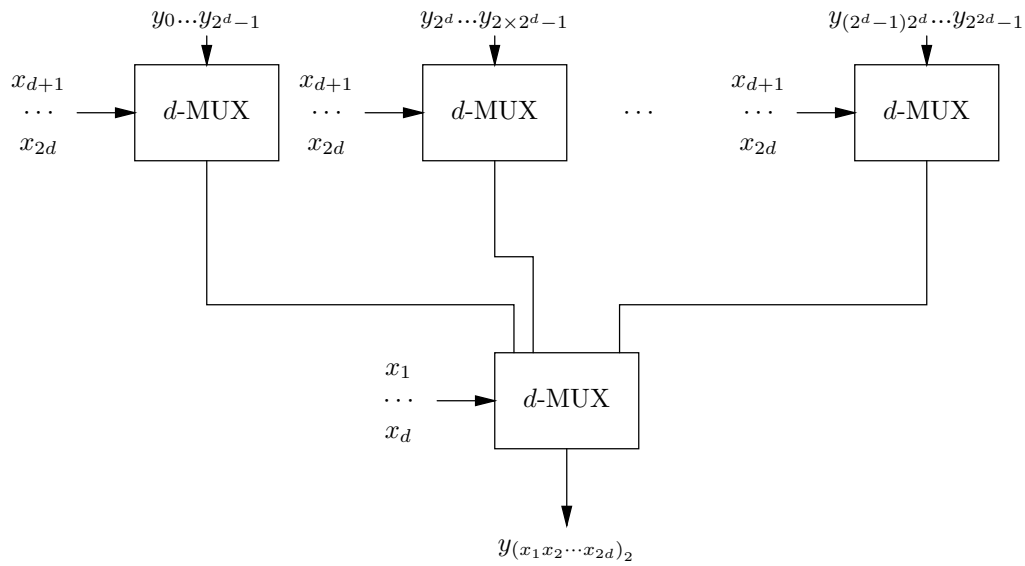 y_0...y_{2^d-1} y_{2^d}...y_{2×2^d-1} y_{(2^d-1)2^d}...y_{2^{2d}-1}
x_{d+1} x_{d+1} x_{d+1}
··· d-MUX ··· d-MUX ··· ··· d-MUX
x_{2d} x_{2d} x_{2d}
x_1
··· d-MUX
x_d
y_{(x_1x_2···x_{2d})_2}